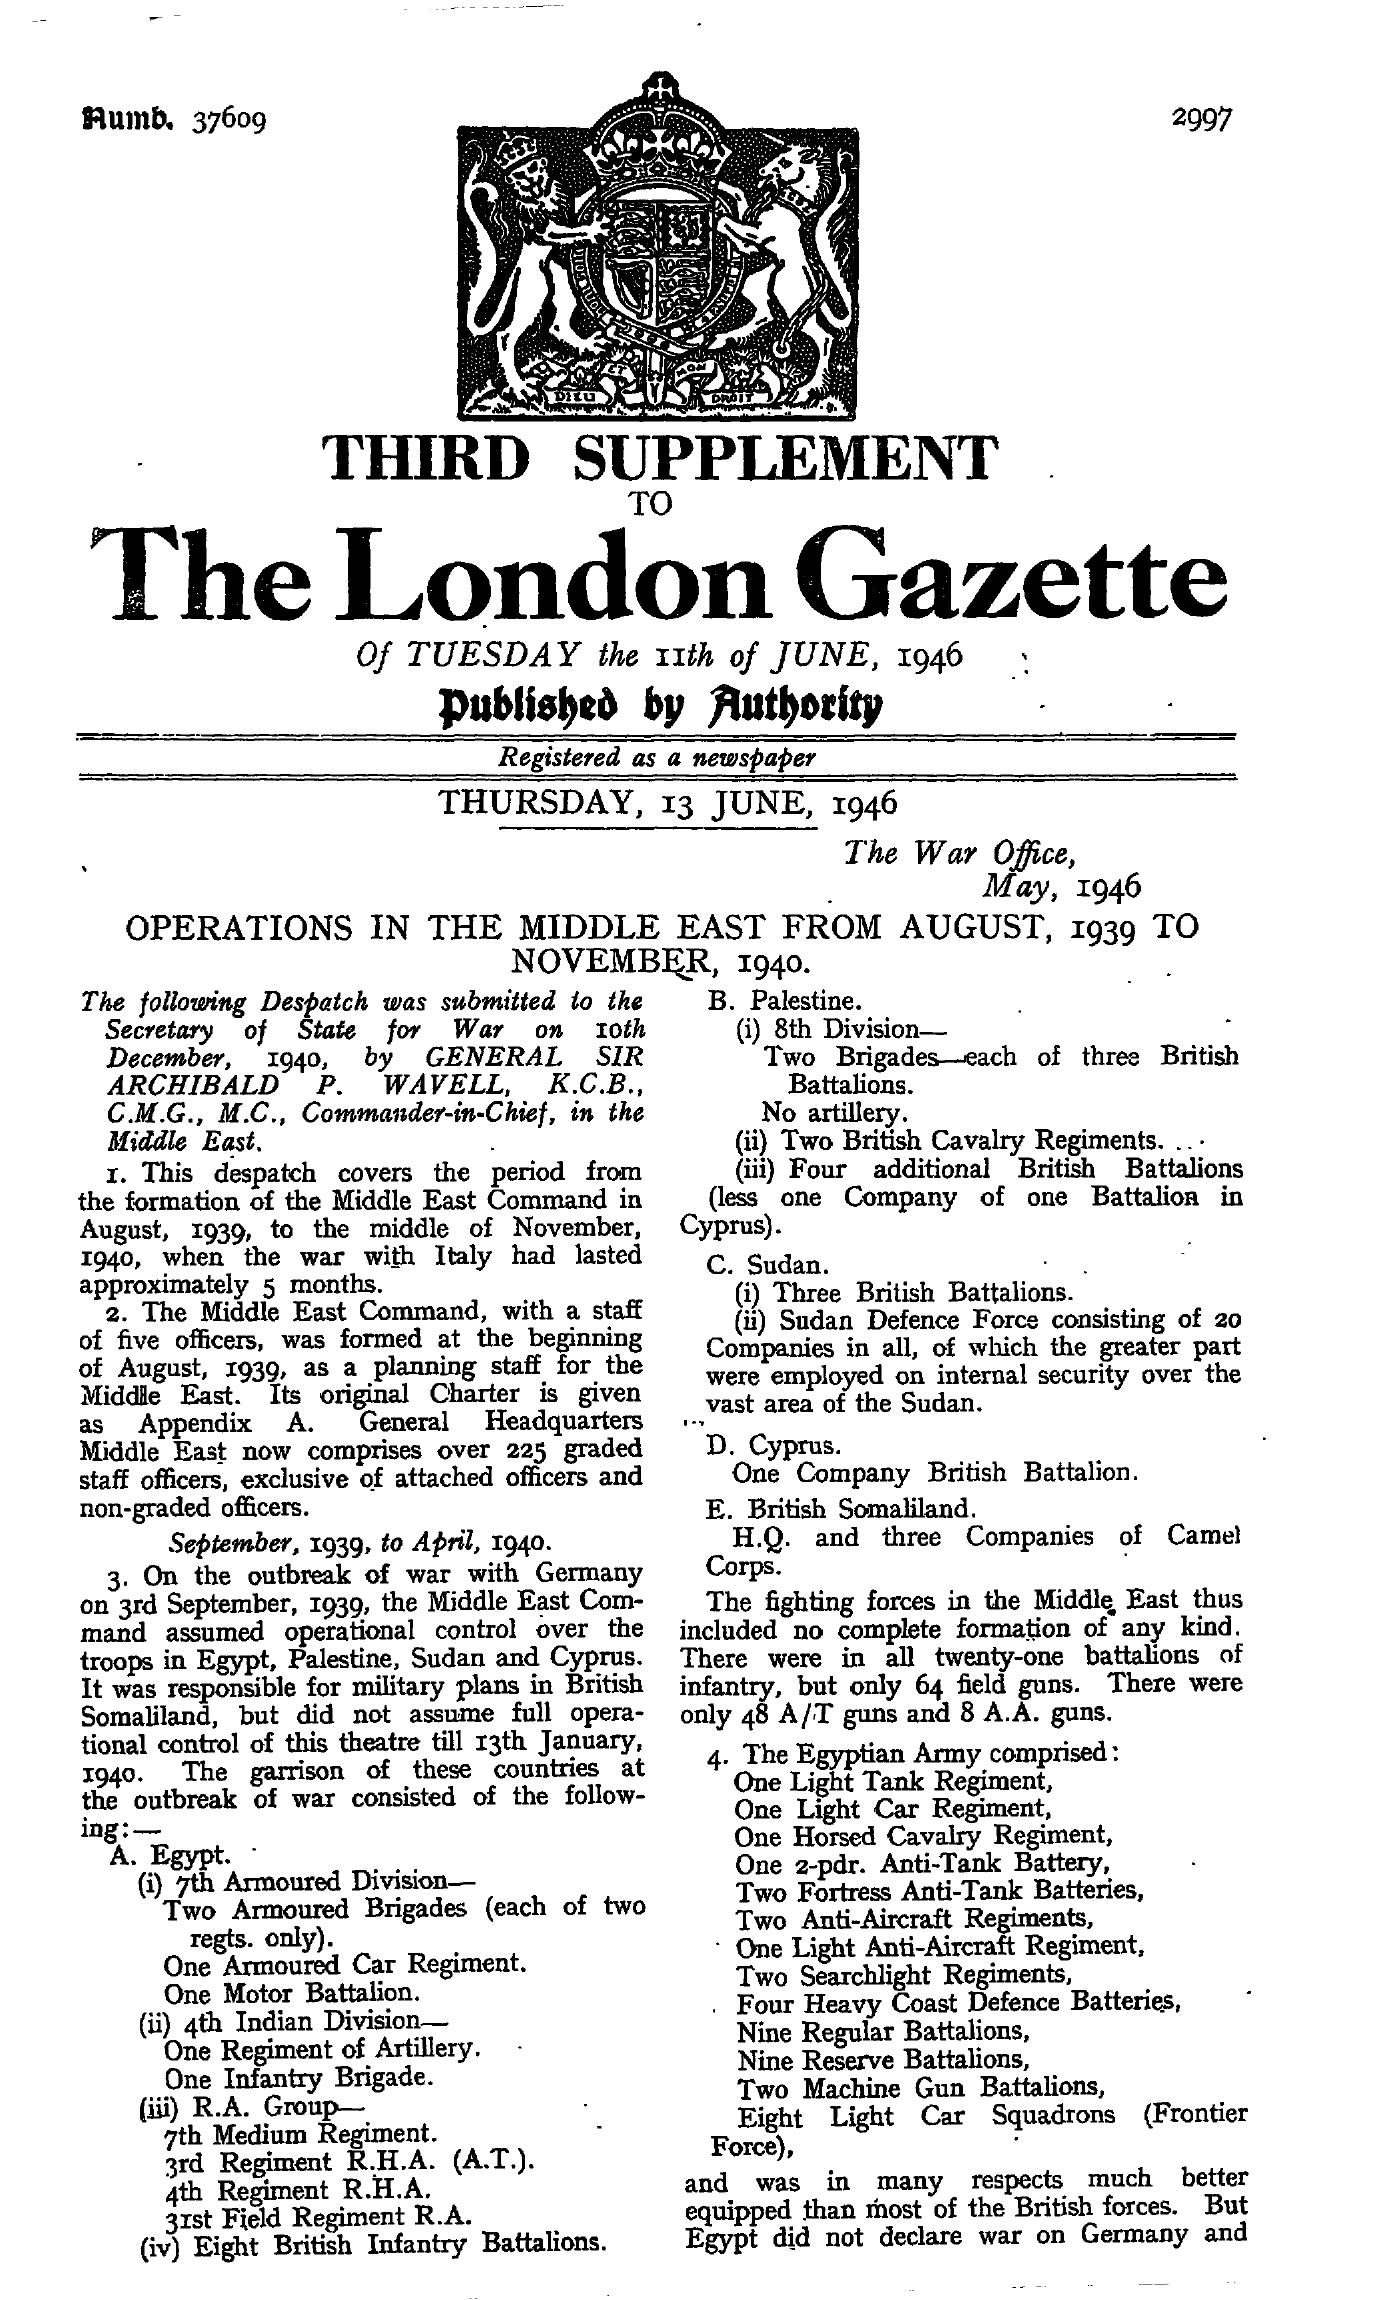 Numb. 37609
2997
DIEU ET MON DROIT
THIRD SUPPLEMENT
TO
The London Gazette
Of TUESDAY the 11th of JUNE, 1946
Published by Authority
Registered as a newspaper
THURSDAY, 13 JUNE, 1946
The War Office,
May, 1946
OPERATIONS IN THE MIDDLE EAST FROM AUGUST, 1939 TO
NOVEMBER, 1940.
The following Despatch was submitted to the
Secretary of State for War on 10th
December, 1940, by GENERAL SIR
ARCHIBALD P. WAVELL, K.C.B.,
C.M.G., M.C., Commander-in-Chief, in the
Middle East.
1. This despatch covers the period from
the formation of the Middle East Command in
August, 1939, to the middle of November,
1940, when the war with Italy had lasted
approximately 5 months.
2. The Middle East Command, with a staff
of five officers, was formed at the beginning
of August, 1939, as a planning staff for the
Middle East. Its original Charter is given
as Appendix A. General Headquarters
Middle East now comprises over 225 graded
staff officers, exclusive of attached officers and
non-graded officers.
September, 1939, to April, 1940.
3. On the outbreak of war with Germany
on 3rd September, 1939, the Middle East Com-
mand assumed operational control over the
troops in Egypt, Palestine, Sudan and Cyprus.
It was responsible for military plans in British
Somaliland, but did not assume full opera-
tional control of this theatre till 13th January,
1940. The garrison of these countries at
the outbreak of war consisted of the follow-
ing:—
A. Egypt.
(i) 7th Armoured Division—
Two Armoured Brigades (each of two
regts. only).
One Armoured Car Regiment.
One Motor Battalion.
(ii) 4th Indian Division—
One Regiment of Artillery.
One Infantry Brigade.
(iii) R.A. Group—
7th Medium Regiment.
3rd Regiment R.H.A. (A.T.).
4th Regiment R.H.A.
31st Field Regiment R.A.
(iv) Eight British Infantry Battalions.
B. Palestine.
(i) 8th Division—
Two Brigades—each of three British
Battalions.
No artillery.
(ii) Two British Cavalry Regiments.
(iii) Four additional British Battalions
(less one Company of one Battalion in
Cyprus).
C. Sudan.
(i) Three British Battalions.
(ii) Sudan Defence Force consisting of 20
Companies in all, of which the greater part
were employed on internal security over the
vast area of the Sudan.
D. Cyprus.
One Company British Battalion.
E. British Somaliland.
H.Q. and three Companies of Camel
Corps.
The fighting forces in the Middle East thus
included no complete formation of any kind.
There were in all twenty-one battalions of
infantry, but only 64 field guns. There were
only 48 A/T guns and 8 A.A. guns.
4. The Egyptian Army comprised:
One Light Tank Regiment,
One Light Car Regiment,
One Horsed Cavalry Regiment,
One 2-pdr. Anti-Tank Battery,
Two Fortress Anti-Tank Batteries,
Two Anti-Aircraft Regiments,
One Light Anti-Aircraft Regiment,
Two Searchlight Regiments,
Four Heavy Coast Defence Batteries,
Nine Regular Battalions,
Nine Reserve Battalions,
Two Machine Gun Battalions,
Eight Light Car Squadrons (Frontier
Force),
and was in many respects much better
equipped than most of the British forces. But
Egypt did not declare war on Germany and